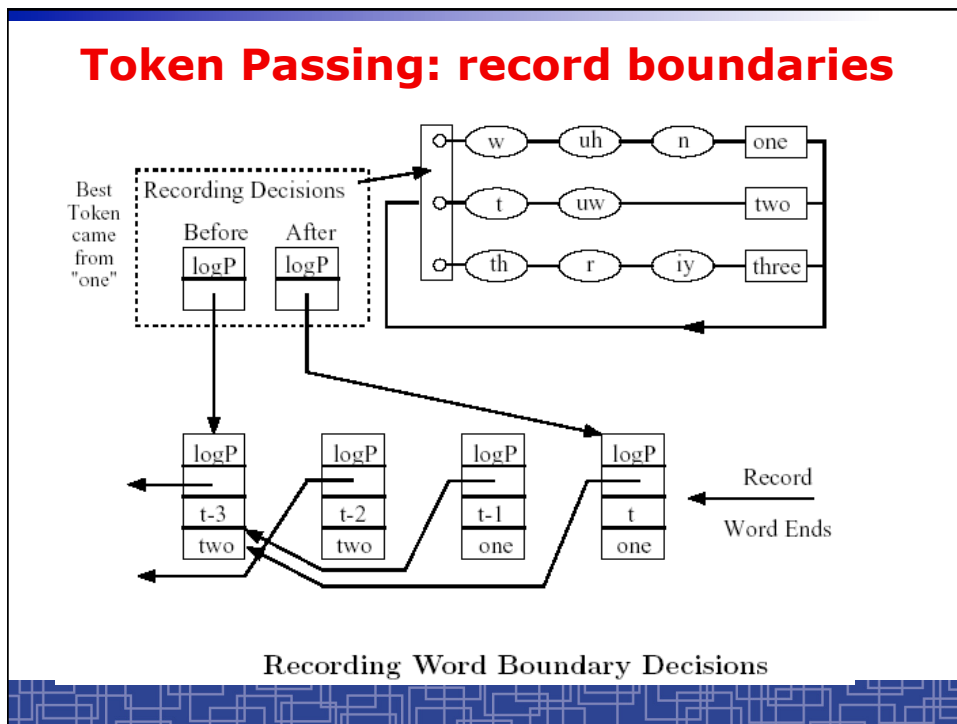 Token Passing: record boundaries
w uh n one
Best
Token
came
from
"one"
Recording Decisions
Before After
logP logP
t uw two
th r iy three
logP logP logP logP
t-3 t-2 t-1 t
two two one one
Record
Word Ends
Recording Word Boundary Decisions